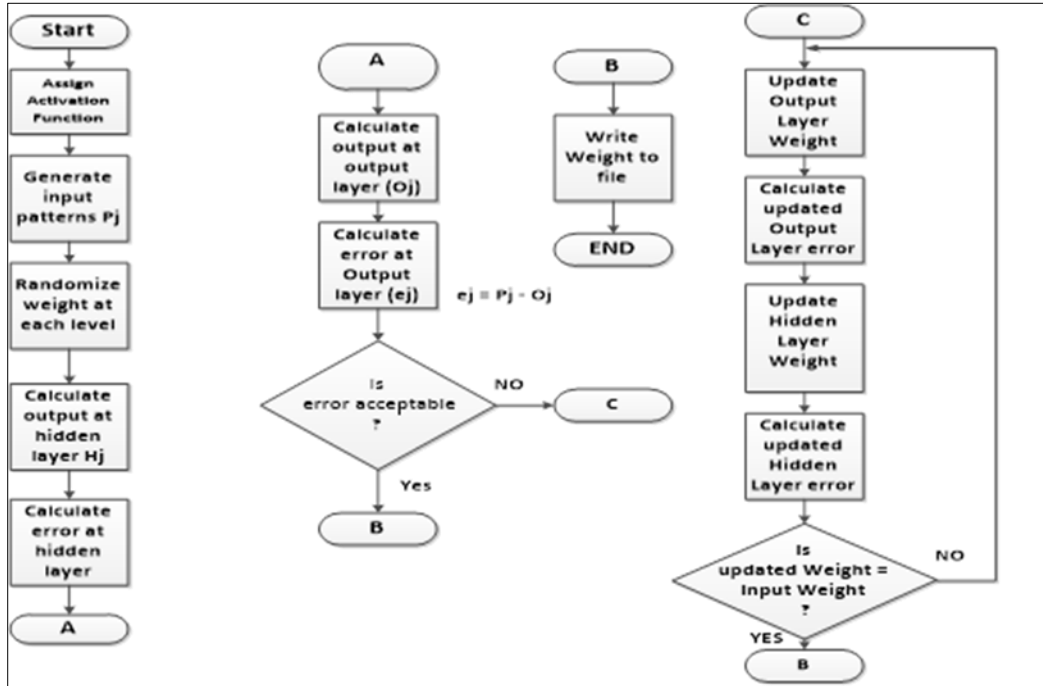 Start
Assign
Activation
Function
Generate
input
patterns Pj
Randomize
weight at
each level
Calculate
output at
hidden
layer Hj
Calculate
error at
hidden
layer
A
A
Calculate
output at
output
layer (Oj)
Calculate
error at
Output
layer (ej)
ej = Pj - Oj
Is
error acceptable
?
NO
C
Yes
B
B
Write
Weight to
file
END
C
Update
Output
Layer
Weight
Calculate
updated
Output
Layer error
Update
Hidden
Layer
Weight
Calculate
updated
Hidden
Layer error
Is
updated Weight =
Input Weight
?
NO
YES
B